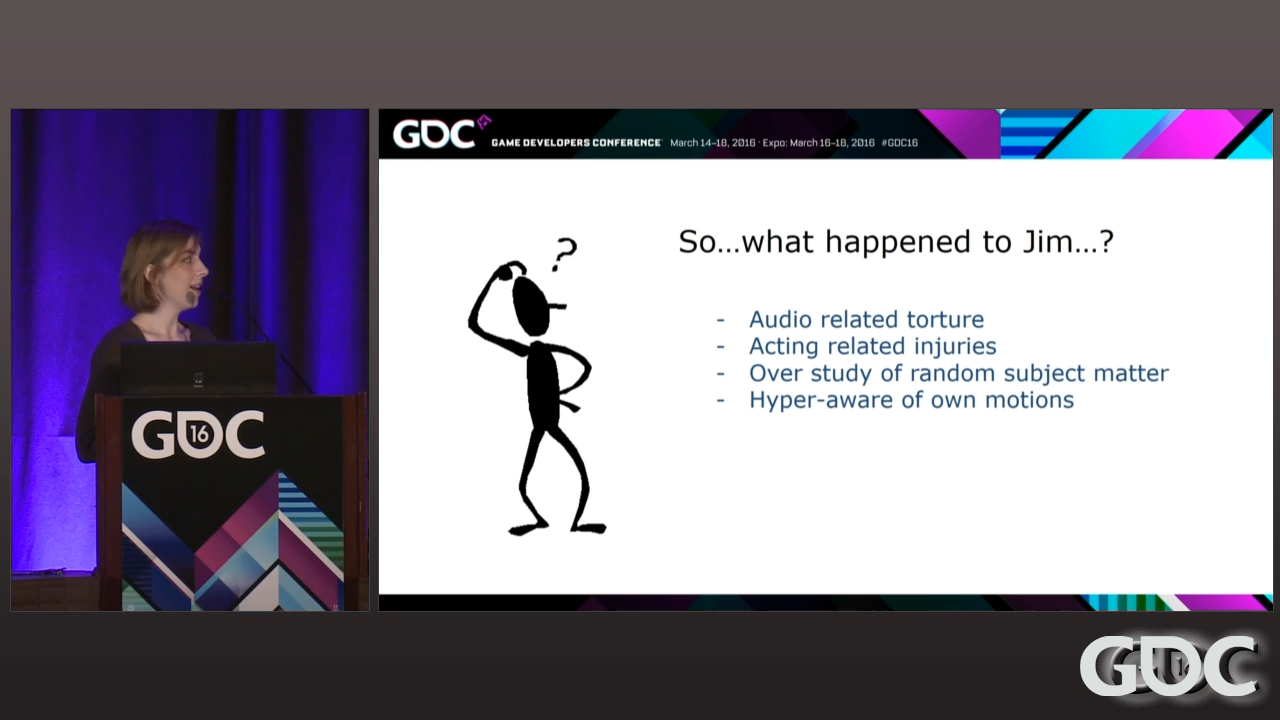 GDC
GAME DEVELOPERS CONFERENCE March 14-18, 2016 · Expo: March 16-18, 2016 #GDC16
So...what happened to Jim...?
?
- Audio related torture
- Acting related injuries
- Over study of random subject matter
- Hyper-aware of own motions
GDC
16
GDC
16